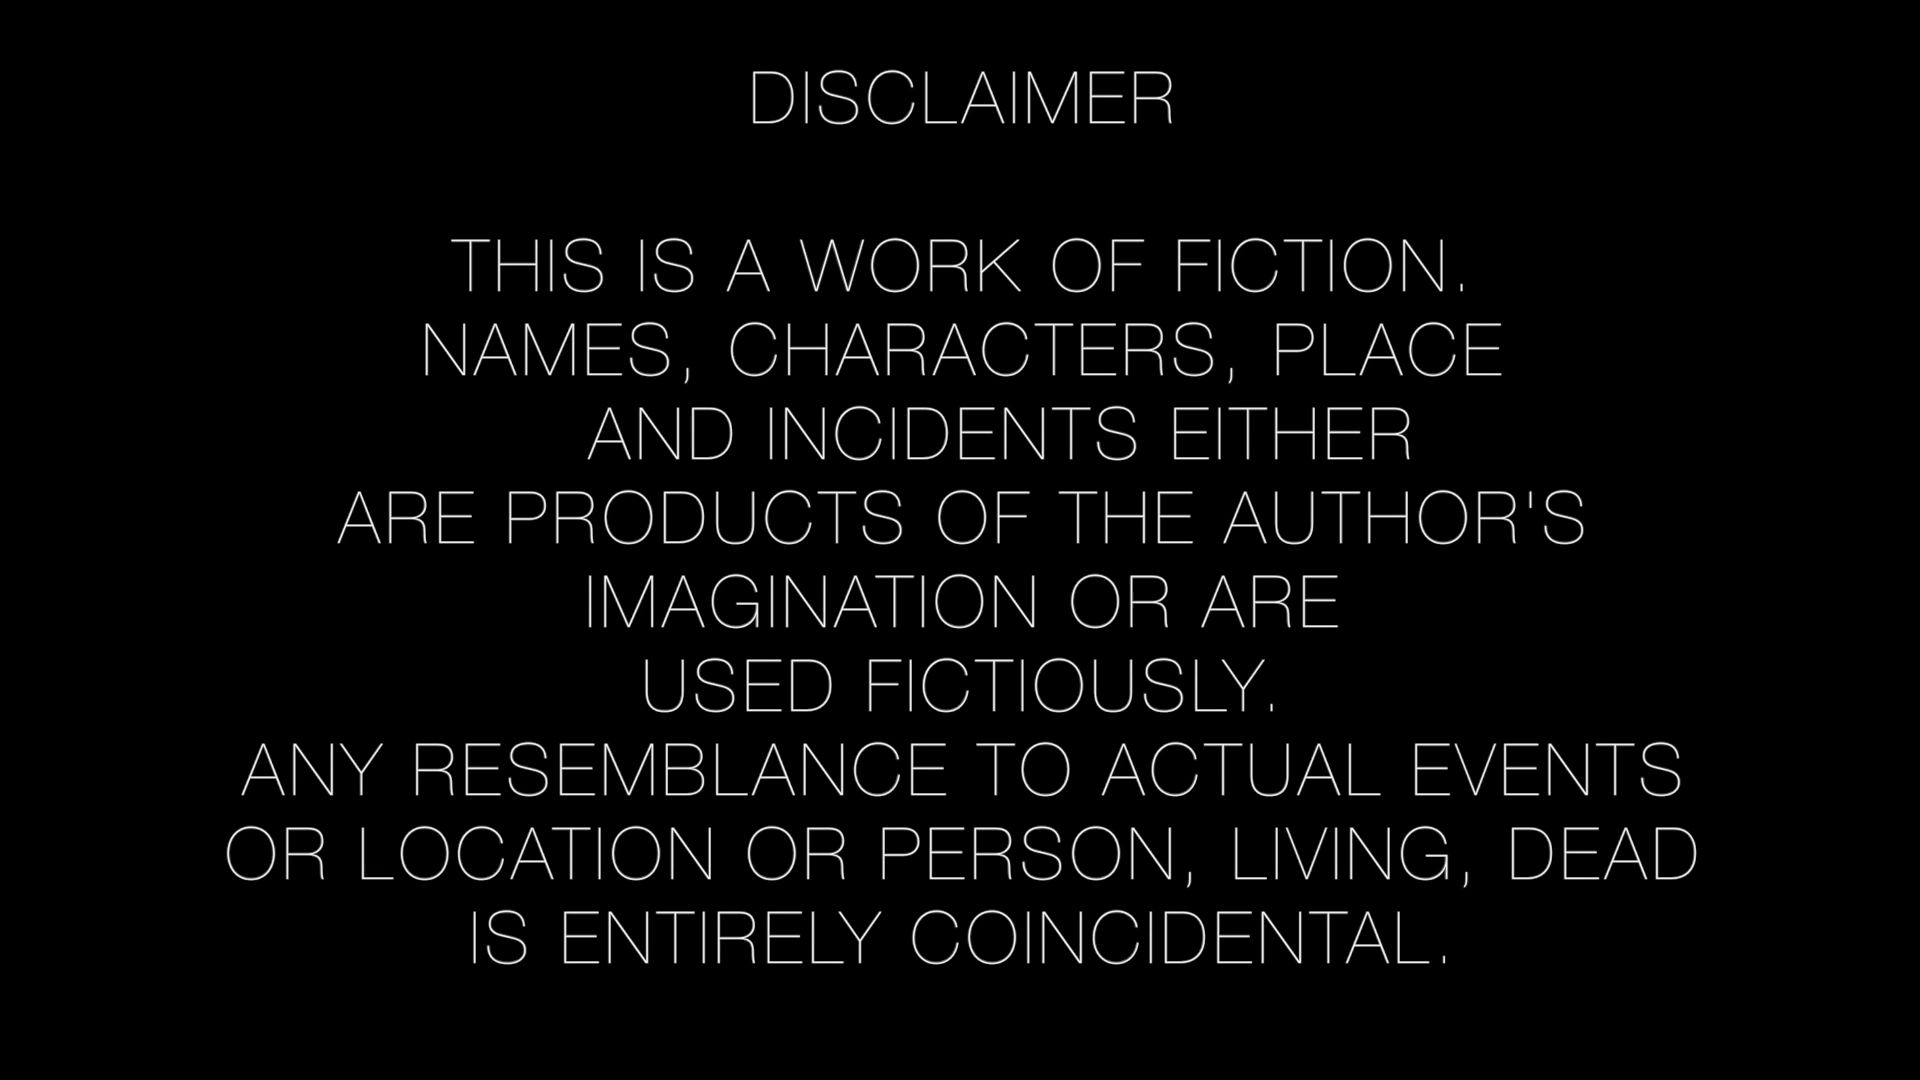 DISCLAIMER
THIS IS A WORK OF FICTION.
NAMES, CHARACTERS, PLACE
AND INCIDENTS EITHER
ARE PRODUCTS OF THE AUTHOR'S
IMAGINATION OR ARE
USED FICTIOUSLY.
ANY RESEMBLANCE TO ACTUAL EVENTS
OR LOCATION OR PERSON, LIVING, DEAD
IS ENTIRELY COINCIDENTAL.